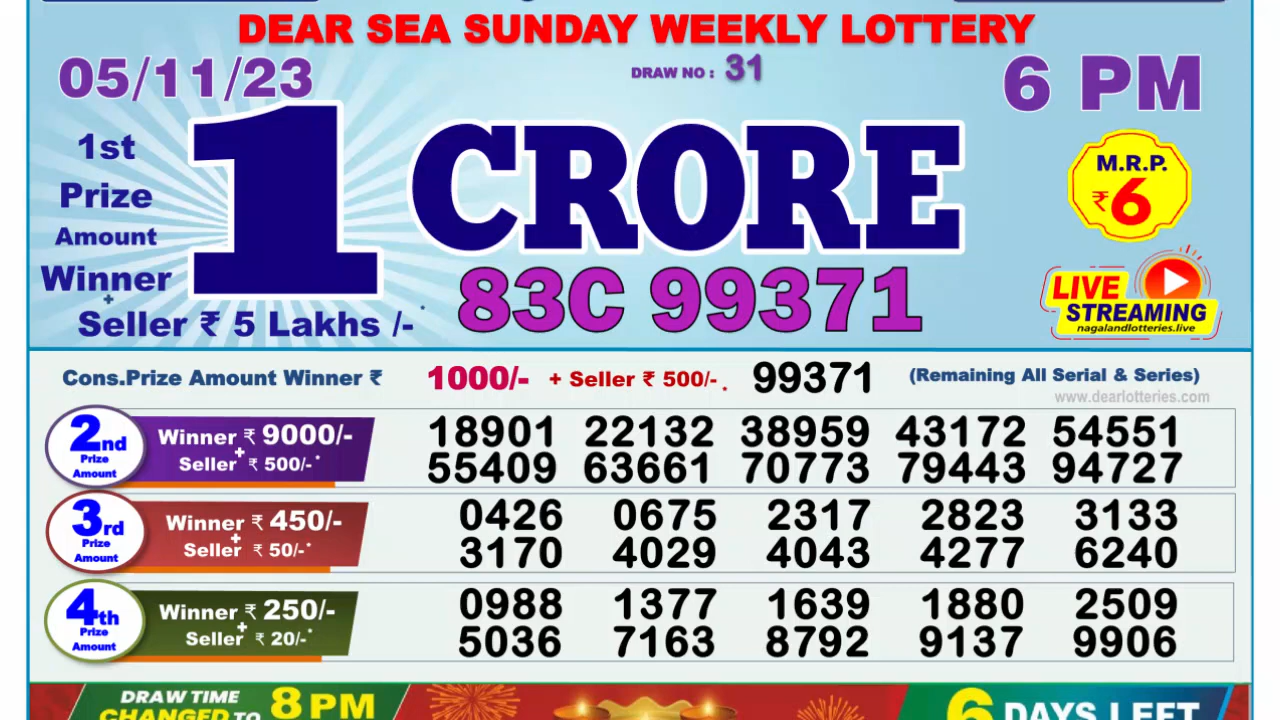 DEAR SEA SUNDAY WEEKLY LOTTERY
05/11/23
DRAW NO : 31
6 PM
1st
Prize
Amount
Winner
+
Seller ₹ 5 Lakhs /-
1 CRORE
83C 99371
M.R.P.
₹6
LIVE
STREAMING
nagalandlotteries.live
Cons.Prize Amount Winner ₹ 1000/- + Seller ₹ 500/- . 99371 (Remaining All Serial & Series)
www.dearlotteries.com
2nd
Prize
Amount
Winner ₹ 9000/-
+
Seller ₹ 500/-*
18901 22132 38959 43172 54551
55409 63661 70773 79443 94727
3rd
Prize
Amount
Winner ₹ 450/-
+
Seller ₹ 50/-*
0426 0675 2317 2823 3133
3170 4029 4043 4277 6240
4th
Prize
Amount
Winner ₹ 250/-
+
Seller ₹ 20/-*
0988 1377 1639 1880 2509
5036 7163 8792 9137 9906
DRAW TIME
CHANGED TO
8 PM
6 DAYS LEFT